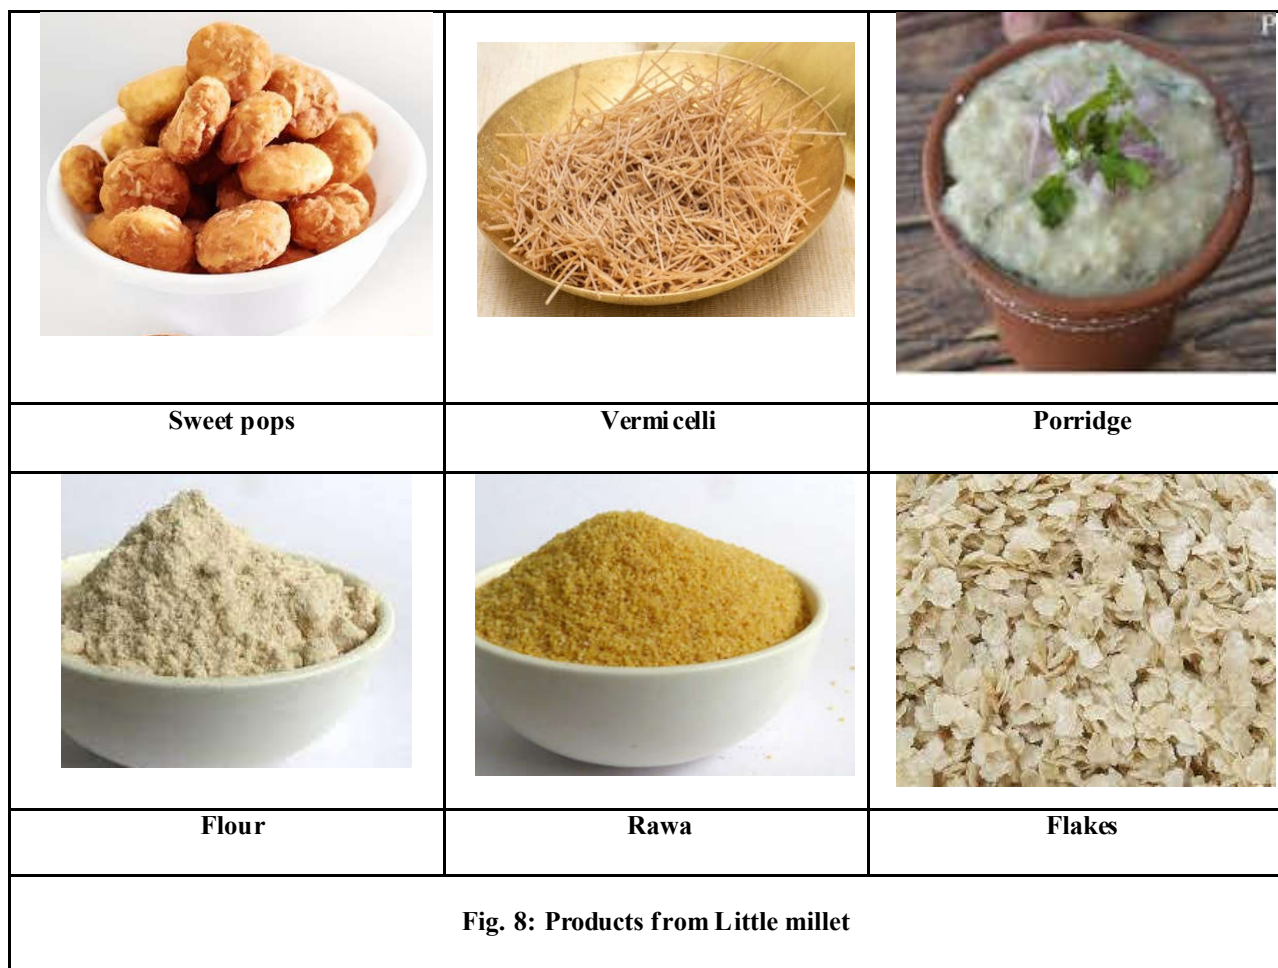 P
Sweet pops
Vermicelli
Porridge
Flour
Rawa
Flakes
Fig. 8: Products from Little millet